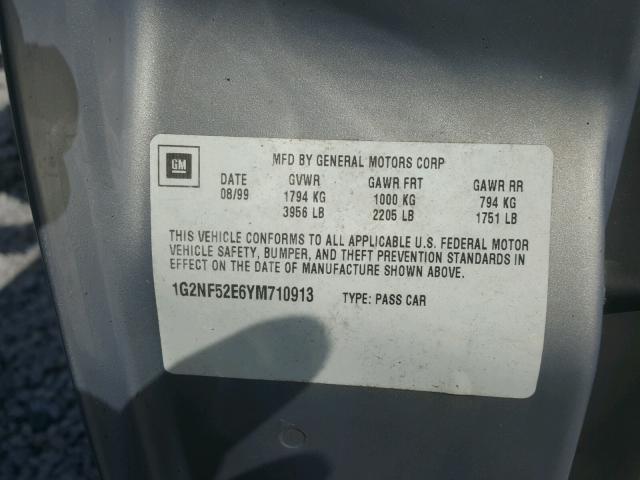 GM
MFD BY GENERAL MOTORS CORP
DATE GVWR GAWR FRT GAWR RR
08/99 1794 KG 1000 KG 794 KG
3956 LB 2205 LB 1751 LB
THIS VEHICLE CONFORMS TO ALL APPLICABLE U.S. FEDERAL MOTOR
VEHICLE SAFETY, BUMPER, AND THEFT PREVENTION STANDARDS IN
EFFECT ON THE DATE OF MANUFACTURE SHOWN ABOVE.
1G2NF52E6YM710913 TYPE: PASS CAR